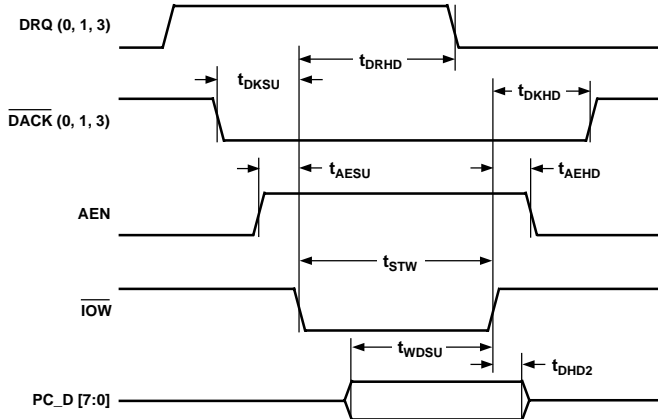 DRQ (0, 1, 3)
tDRHD
tDKSU
tDKHD
DACK (0, 1, 3)
tAESU
tAEHD
AEN
tSTW
IOW
tWDSU
tDHD2
PC_D [7:0]